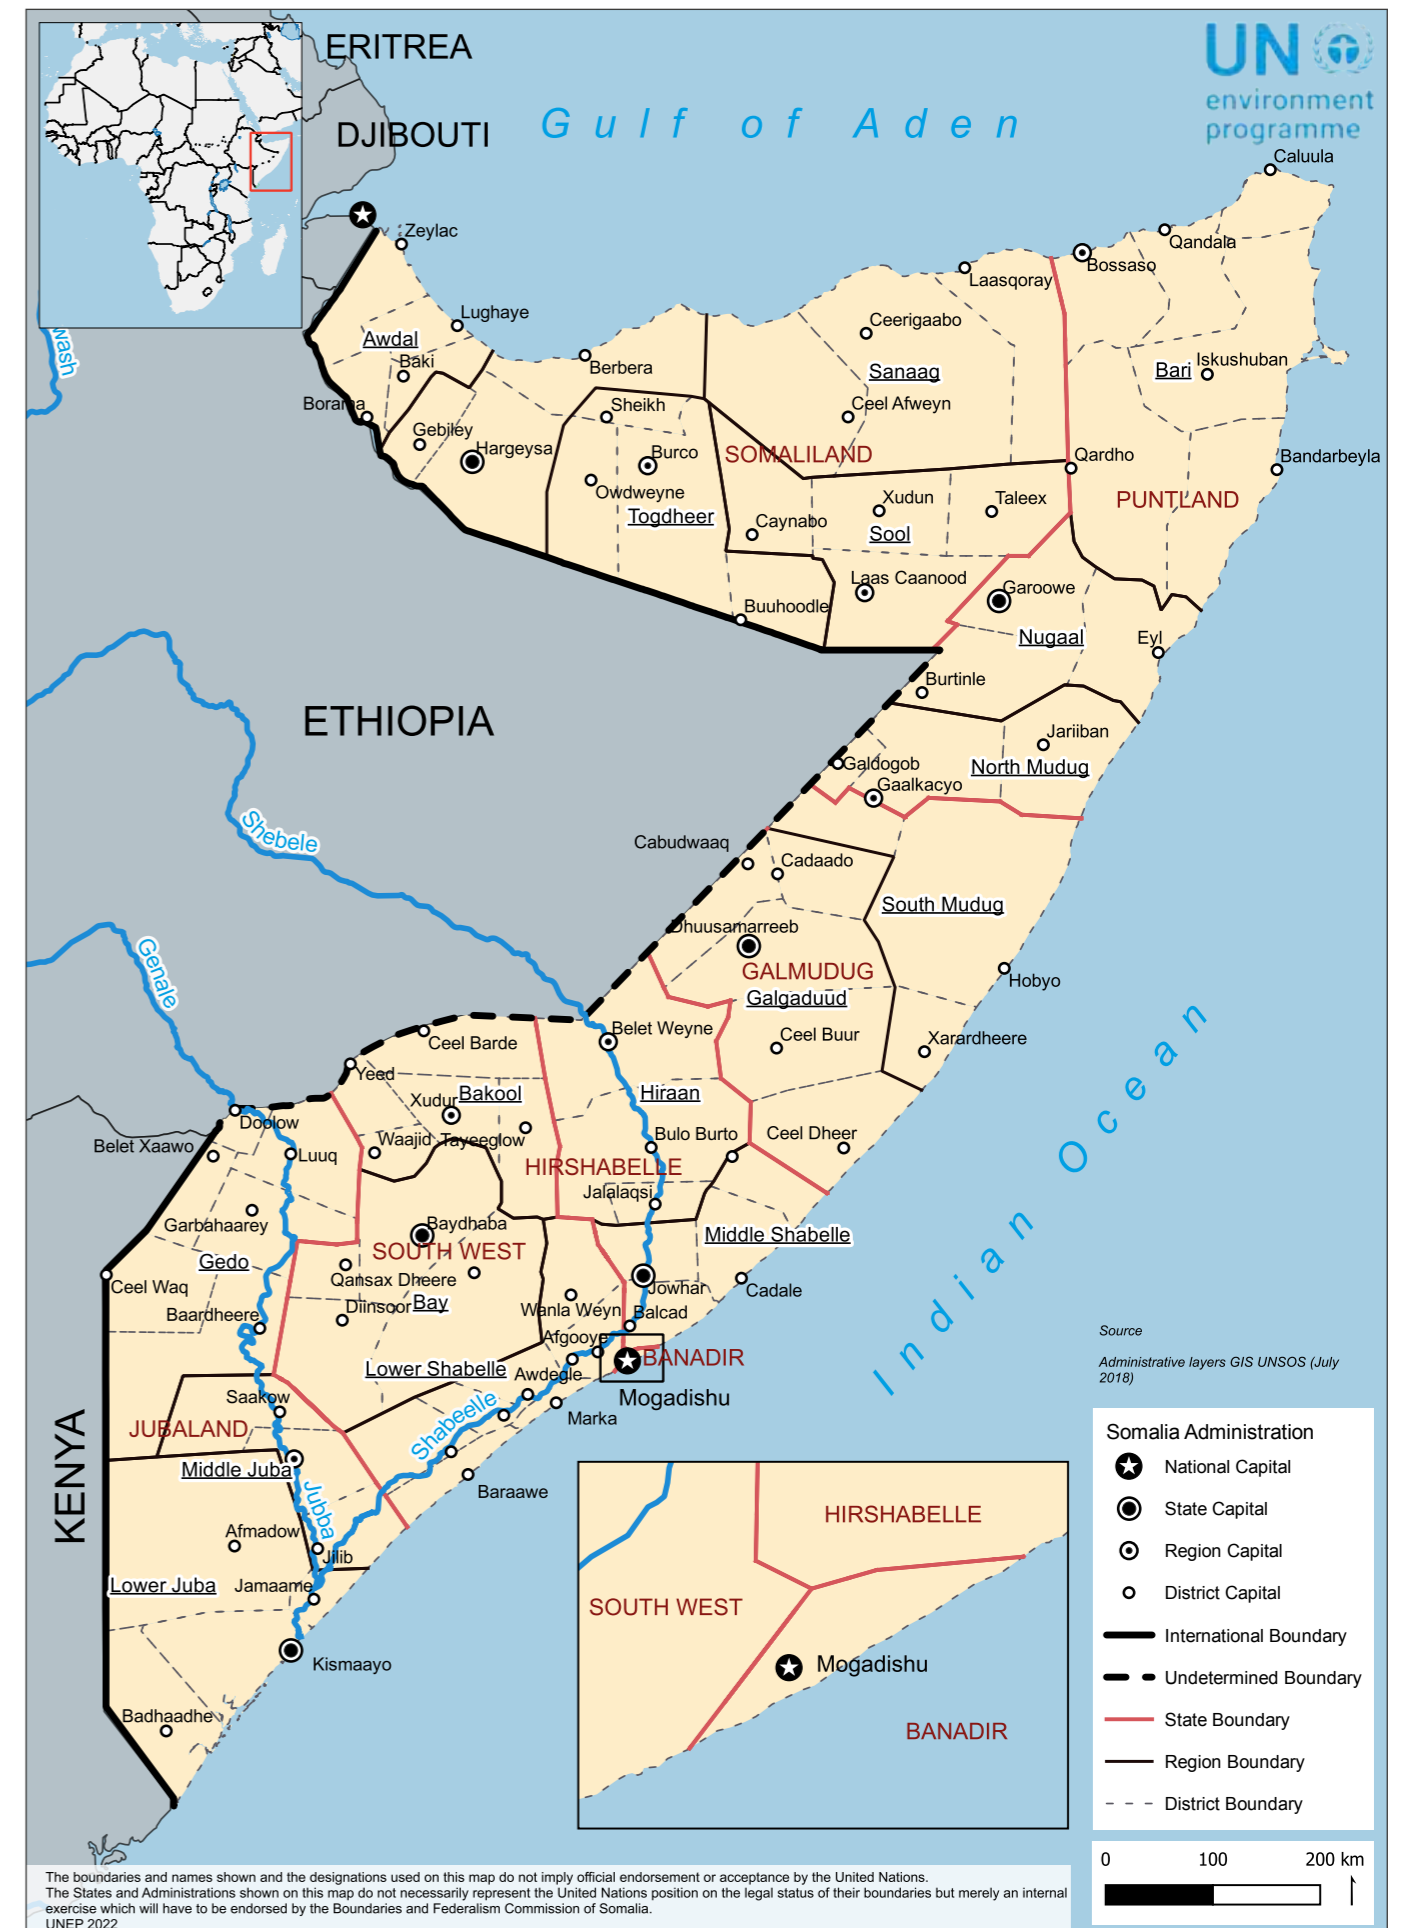 ERITREA
DJIBOUTI
Gulf of Aden
UN
environment
programme
Caluula
Zeylac
Qandala
Bossaso
Laasqoray
Lughaye
Ceerigaabo
Awdal
Baki
Berbera
Sanaag
Bari
Iskushuban
wash
Borama
Sheikh
Ceel Afweyn
Gebiley
Hargeysa
Burco
SOMALILAND
Qardho
Bandarbeyla
Owdweyne
Togdheer
Xudun
Taleex
PUNTLAND
Caynabo
Sool
Laas Caanood
Garoowe
Buuhoodle
Nugaal
Eyl
Burtinle
ETHIOPIA
Jariiban
Galdogob
North Mudug
Gaalkacyo
Shebele
Cabudwaaq
Cadaado
South Mudug
Dhuusamarreeb
GALMUDUG
Galgaduud
Hobyo
Genale
Belet Weyne
Ceel Buur
Xarardheere
Ceel Barde
Yeed
Indian Ocean
Xudur
Bakool
Hiraan
Doolow
Waajid
Tayeeglow
Bulo Burto
Ceel Dheer
Belet Xaawo
Luuq
HIRSHABELLE
Jalalaqsi
Garbahaarey
Baydhaba
Middle Shabelle
Gedo
SOUTH WEST
Ceel Waq
Qansax Dheere
Jowhar
Cadale
Baardheere
Diinsoor
Bay
Wanla Weyn
Balcad
Afgooye
BANADIR
Lower Shabelle
Awdegle
Mogadishu
Saakow
Marka
JUBALAND
Shabeelle
Middle Juba
Jubba
Baraawe
KENYA
Afmadow
Jilib
Lower Juba
Jamaame
Kismaayo
Badhaadhe
HIRSHABELLE
SOUTH WEST
Mogadishu
BANADIR
Source
Administrative layers GIS UNSOS (July
2018)
Somalia Administration
National Capital
State Capital
Region Capital
District Capital
International Boundary
Undetermined Boundary
State Boundary
Region Boundary
District Boundary
0 100 200 km
The boundaries and names shown and the designations used on this map do not imply official endorsement or acceptance by the United Nations.
The States and Administrations shown on this map do not necessarily represent the United Nations position on the legal status of their boundaries but merely an internal
exercise which will have to be endorsed by the Boundaries and Federalism Commission of Somalia.
UNEP 2022